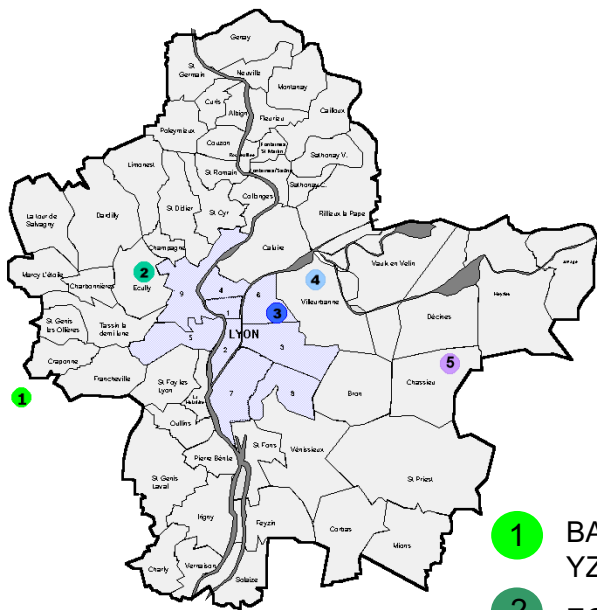 Genay
St Germain
Neuville
Montanay
Curis
Albign
Fleurieu
Cailloux
Poleymieux
Couzon
Fontaines St Martin
Sathonay V.
Limonest
St Romain
Fontaines/Saône
Sathonay C.
Collonges
Rillieux la Pape
La tour de Salvagny
Dardilly
St Didier
St Cyr
Champagne
Caluire
Vaulx en Velin
Marcy L'étoile
Charbonnières
2
Ecully
9
4
6
4
Villeurbanne
1
3
Décines
St Genis les Ollières
Tassin la demi lune
LYON
5
2
3
5
Craponne
Francheville
Chassieu
1
St Foy les Lyon
7
8
Bron
Oullins
St Fons
Vénissieux
Pierre Bénite
St Genis Laval
St Priest
Irigny
Feyzin
Corbas
Mions
Charly
Vernaison
Solaize
1 BA
YZ
2